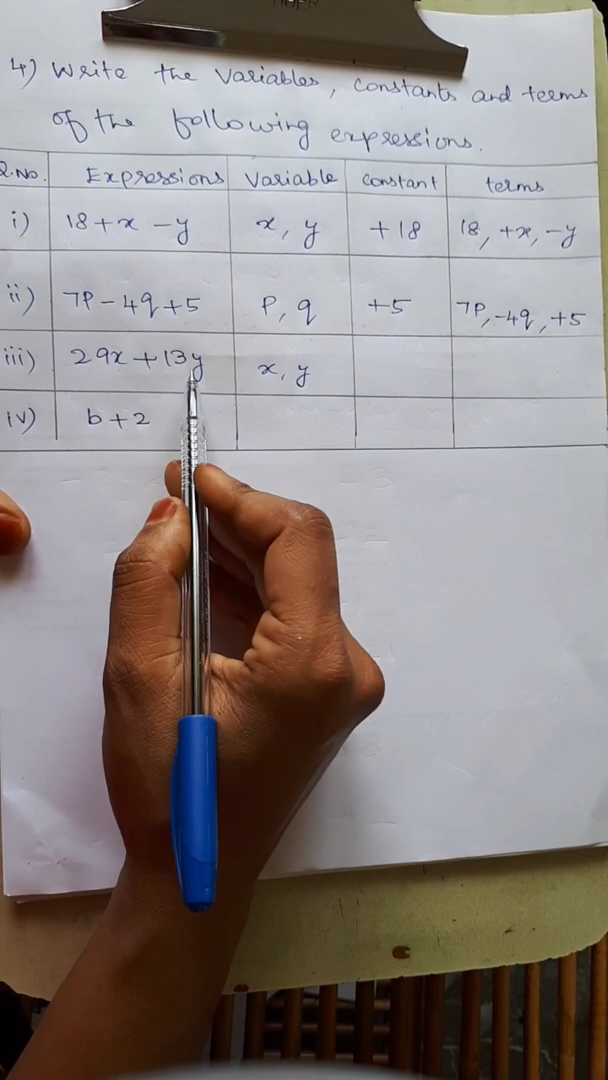 4) Write the variables, constants and terms
of the following expressions.
Q.No. Expressions Variable constant terms
i) 18+x-y x, y +18 18, +x, -y
ii) 7P-4q+5 P, q +5 7P, -4q, +5
iii) 29x+13y x, y
iv) b+2